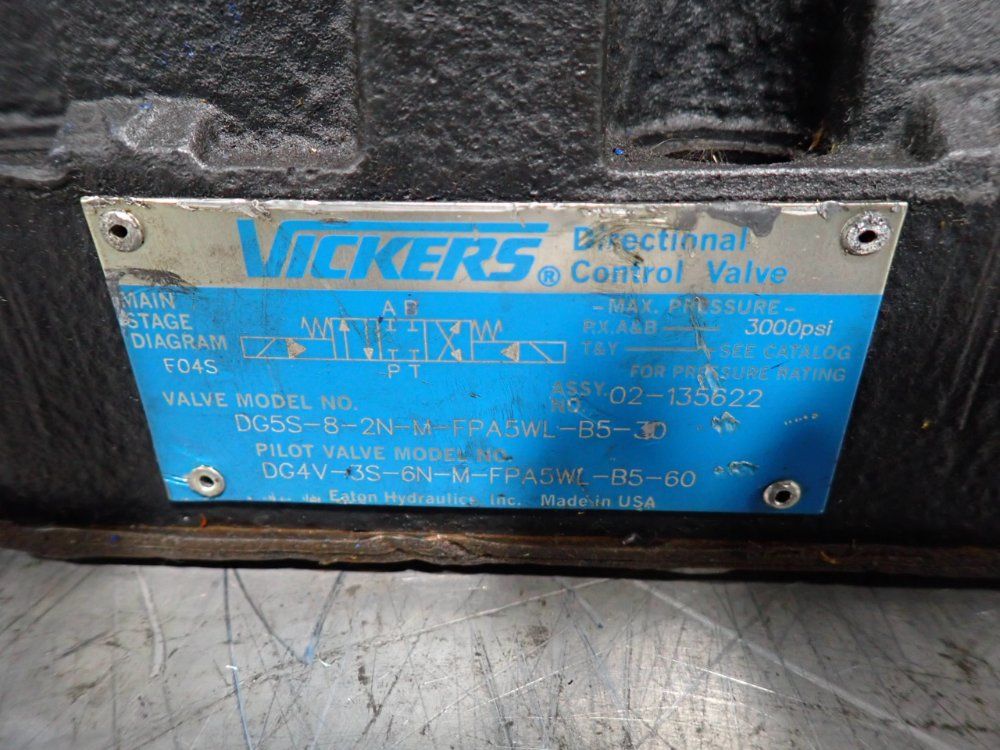 VICKERS® Directional
Control Valve
MAIN
STAGE
DIAGRAM
F04S
A B
P T
-MAX. PRESSURE-
P.X.A&B 3000psi
T&Y SEE CATALOG
FOR PRESSURE RATING
VALVE MODEL NO.
ASSY. NO. 02-135622
DG5S-8-2N-M-FPA5WL-B5-30
PILOT VALVE MODEL NO.
DG4V-3S-6N-M-FPA5WL-B5-60
Eaton Hydraulics Inc. Made in USA